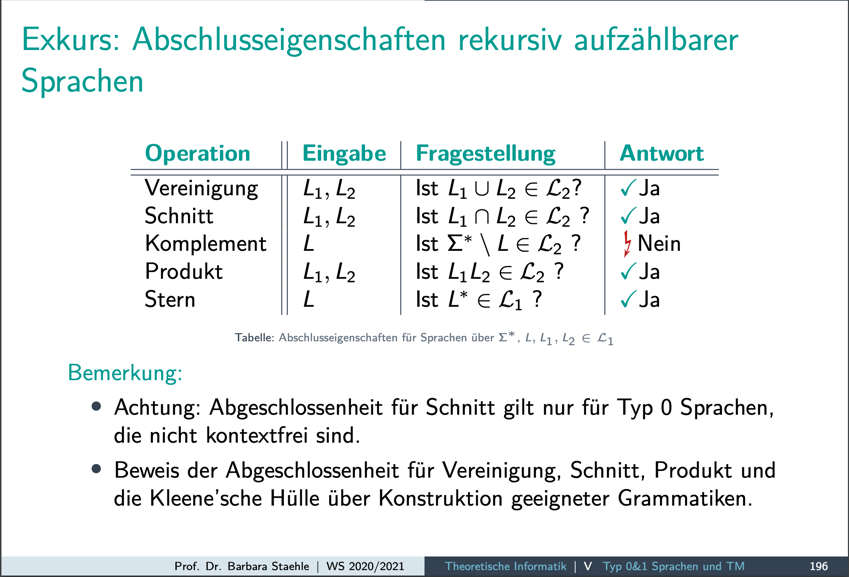 Exkurs: Abschlusseigenschaften rekursiv aufzählbarer
Sprachen
Operation Eingabe Fragestellung Antwort
Vereinigung L₁, L₂ Ist L₁ ∪ L₂ ∈ ℒ₂? ✓Ja
Schnitt L₁, L₂ Ist L₁ ∩ L₂ ∈ ℒ₂ ? ✓Ja
Komplement L Ist Σ* \ L ∈ ℒ₂ ? Nein
Produkt L₁, L₂ Ist L₁L₂ ∈ ℒ₂ ? ✓Ja
Stern L Ist L* ∈ ℒ₁ ? ✓Ja
Tabelle: Abschlusseigenschaften für Sprachen über Σ*, L, L₁, L₂ ∈ ℒ₁
Bemerkung:
• Achtung: Abgeschlossenheit für Schnitt gilt nur für Typ 0 Sprachen,
die nicht kontextfrei sind.
• Beweis der Abgeschlossenheit für Vereinigung, Schnitt, Produkt und
die Kleene'sche Hülle über Konstruktion geeigneter Grammatiken.
Prof. Dr. Barbara Staehle | WS 2020/2021 Theoretische Informatik | V Typ 0&1 Sprachen und TM 196